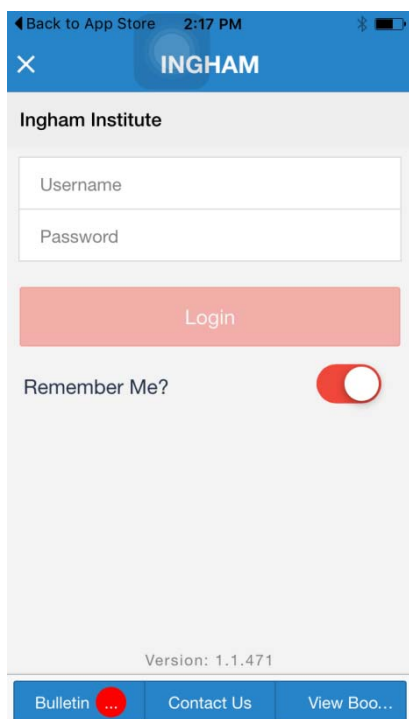 Back to App Store 2:17 PM
INGHAM
Ingham Institute
Username
Password
Login
Remember Me?
Version: 1.1.471
Bulletin ... Contact Us View Boo...